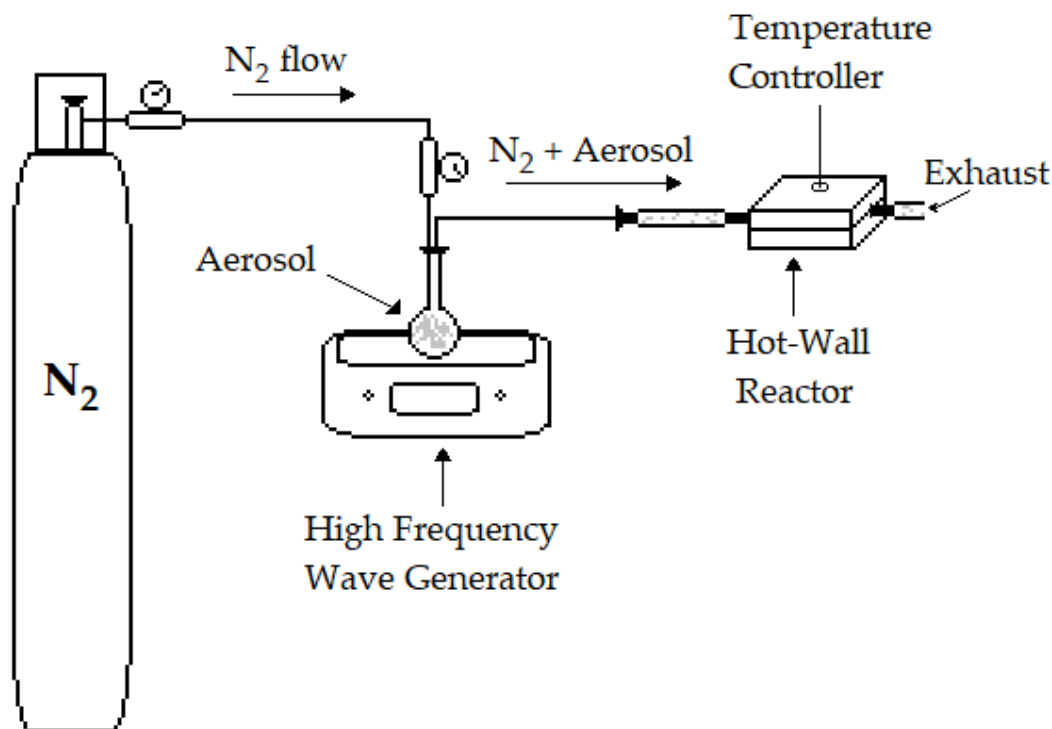 Temperature
Controller
N₂ flow
N₂ + Aerosol
Exhaust
Aerosol
N₂
Hot-Wall
Reactor
High Frequency
Wave Generator